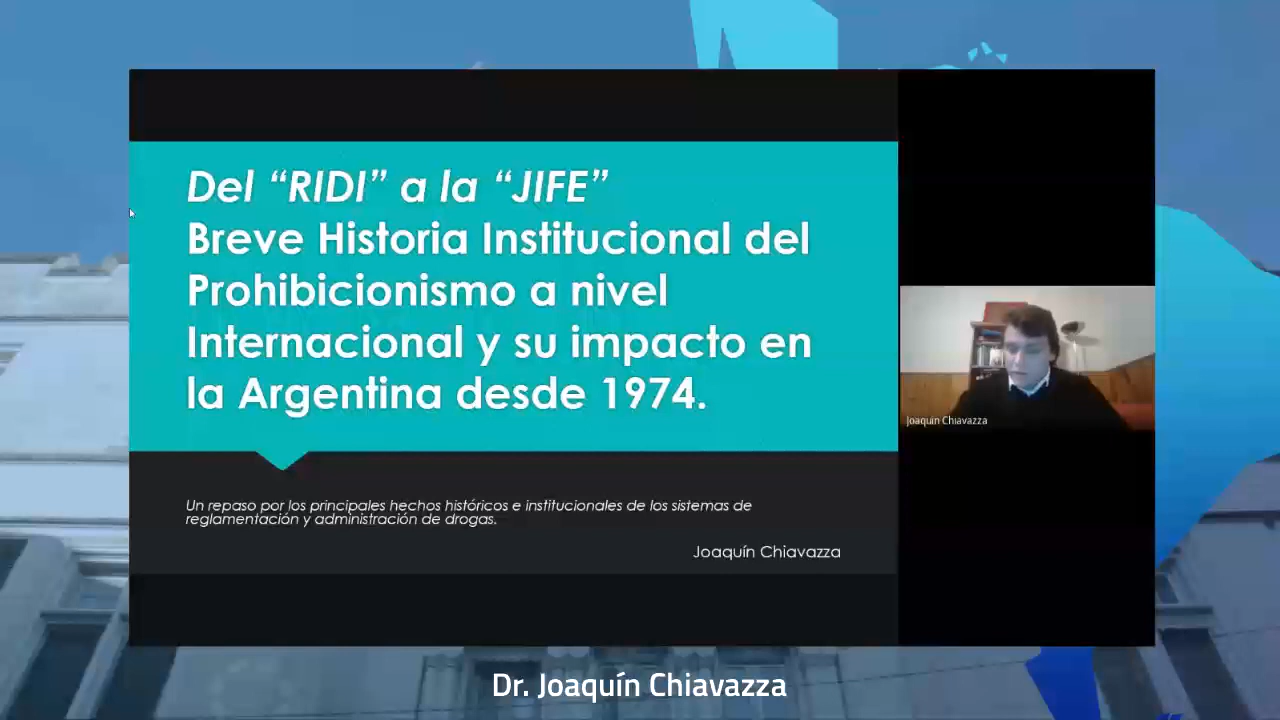 Del “RIDI” a la “JIFE”
Breve Historia Institucional del
Prohibicionismo a nivel
Internacional y su impacto en
la Argentina desde 1974.
Un repaso por los principales hechos históricos e institucionales de los sistemas de
reglamentación y administración de drogas.
Joaquín Chiavazza
Joaquin Chiavazza
Dr. Joaquín Chiavazza